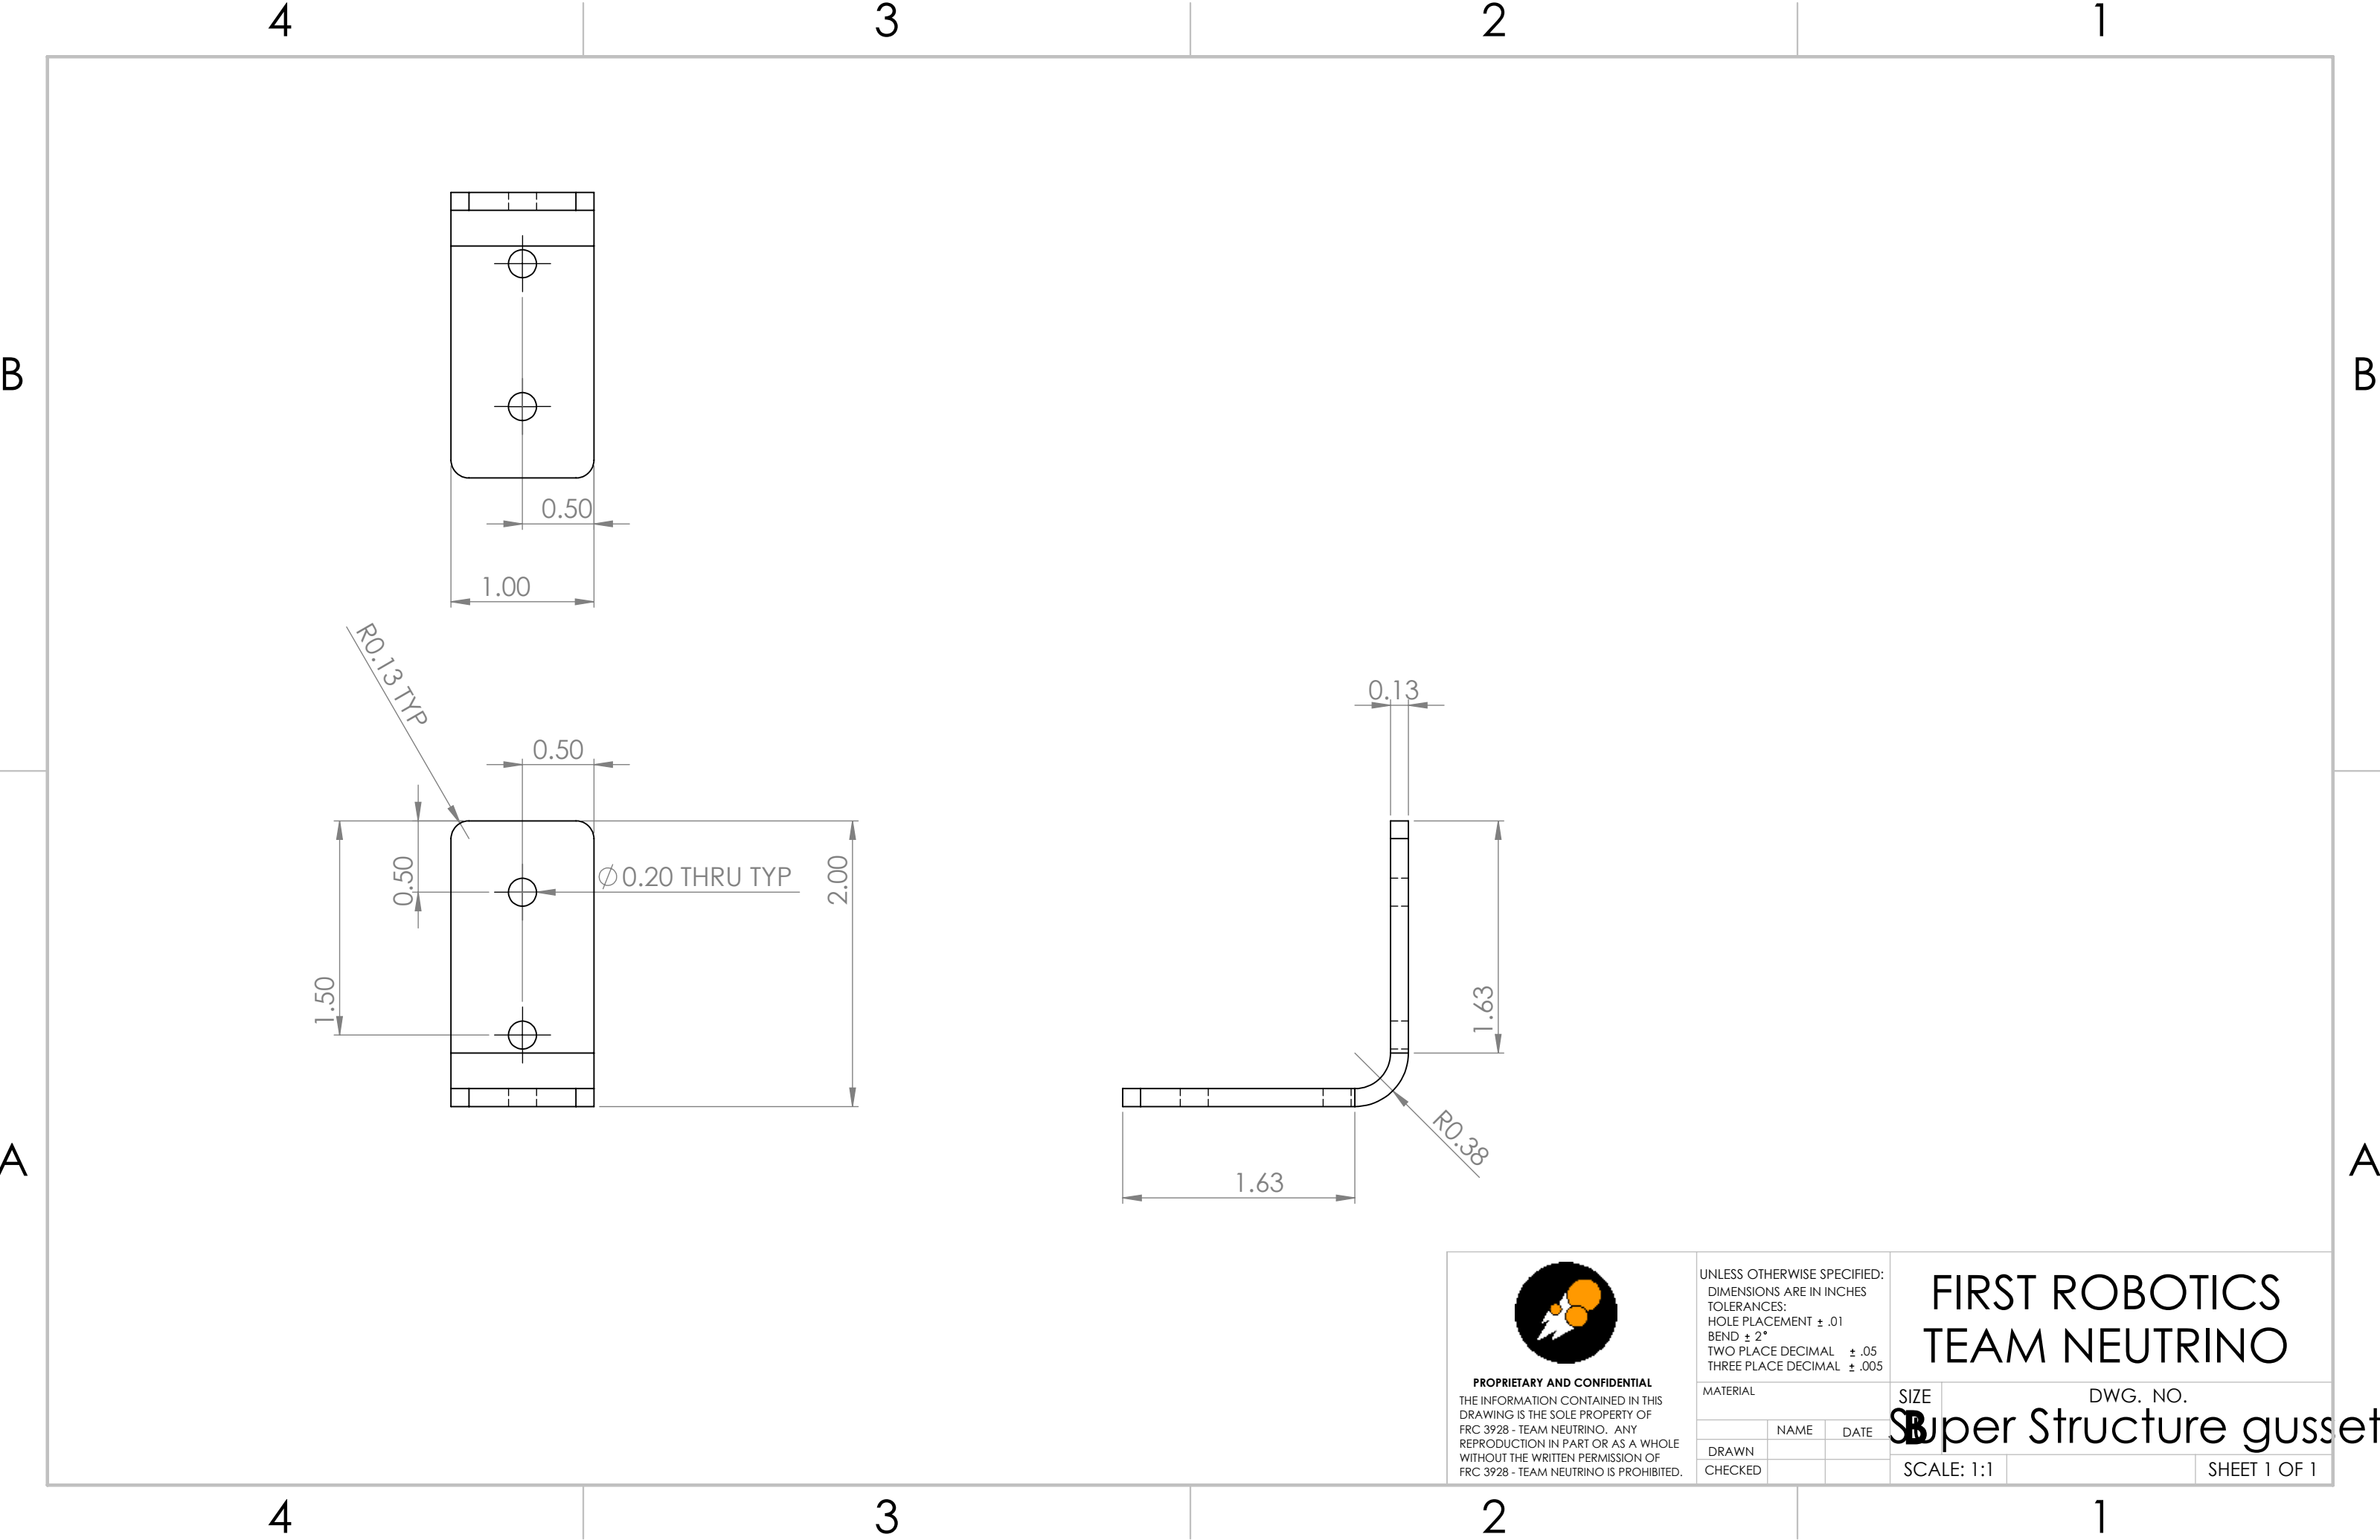 4 3 2 1
B B
0.50
1.00
R0.13 TYP
0.13
0.50
0.50
Ø0.20 THRU TYP
2.00
1.50
1.63
R0.38
1.63
A A
UNLESS OTHERWISE SPECIFIED:
DIMENSIONS ARE IN INCHES
TOLERANCES:
HOLE PLACEMENT ± .01
BEND ± 2°
TWO PLACE DECIMAL ± .05
THREE PLACE DECIMAL ± .005
FIRST ROBOTICS
TEAM NEUTRINO
PROPRIETARY AND CONFIDENTIAL
THE INFORMATION CONTAINED IN THIS
DRAWING IS THE SOLE PROPERTY OF
FRC 3928 - TEAM NEUTRINO. ANY
REPRODUCTION IN PART OR AS A WHOLE
WITHOUT THE WRITTEN PERMISSION OF
FRC 3928 - TEAM NEUTRINO IS PROHIBITED.
MATERIAL
NAME DATE
DRAWN
CHECKED
SIZE
B
DWG. NO.
Super Structure gusset
SCALE: 1:1
SHEET 1 OF 1
4 3 2 1